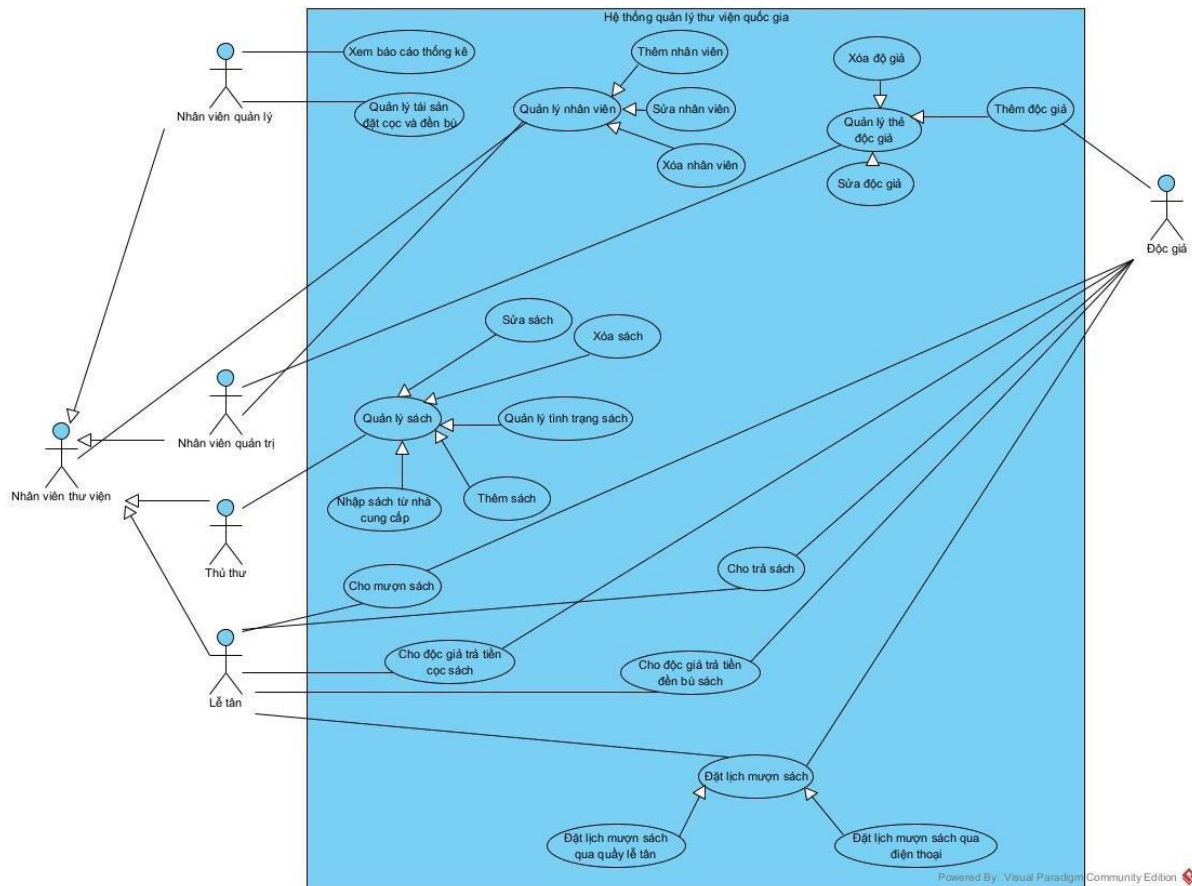 Hệ thống quản lý thư viện quốc gia
Xem báo cáo thống kê
Thêm nhân viên
Xóa độ giả
Quản lý tái sản
đặt cọc và đền bù
Nhân viên quản lý
Quản lý nhân viên
Sửa nhân viên
Xóa nhân viên
Quản lý thẻ
độc giả
Thêm độc giả
Sửa độc giả
Độc giả
Sửa sách
Xóa sách
Quản lý sách
Quản lý tình trạng sách
Nhân viên quản trị
Nhân viên thư viện
Nhập sách từ nhà
cung cấp
Thêm sách
Thủ thư
Cho mượn sách
Cho trả sách
Cho độc giả trả tiền
cọc sách
Cho độc giả trả tiền
đền bù sách
Lễ tân
Đặt lịch mượn sách
Đặt lịch mượn sách
qua quầy lễ tân
Đặt lịch mượn sách qua
điện thoại
Powered By: Visual Paradigm Community Edition